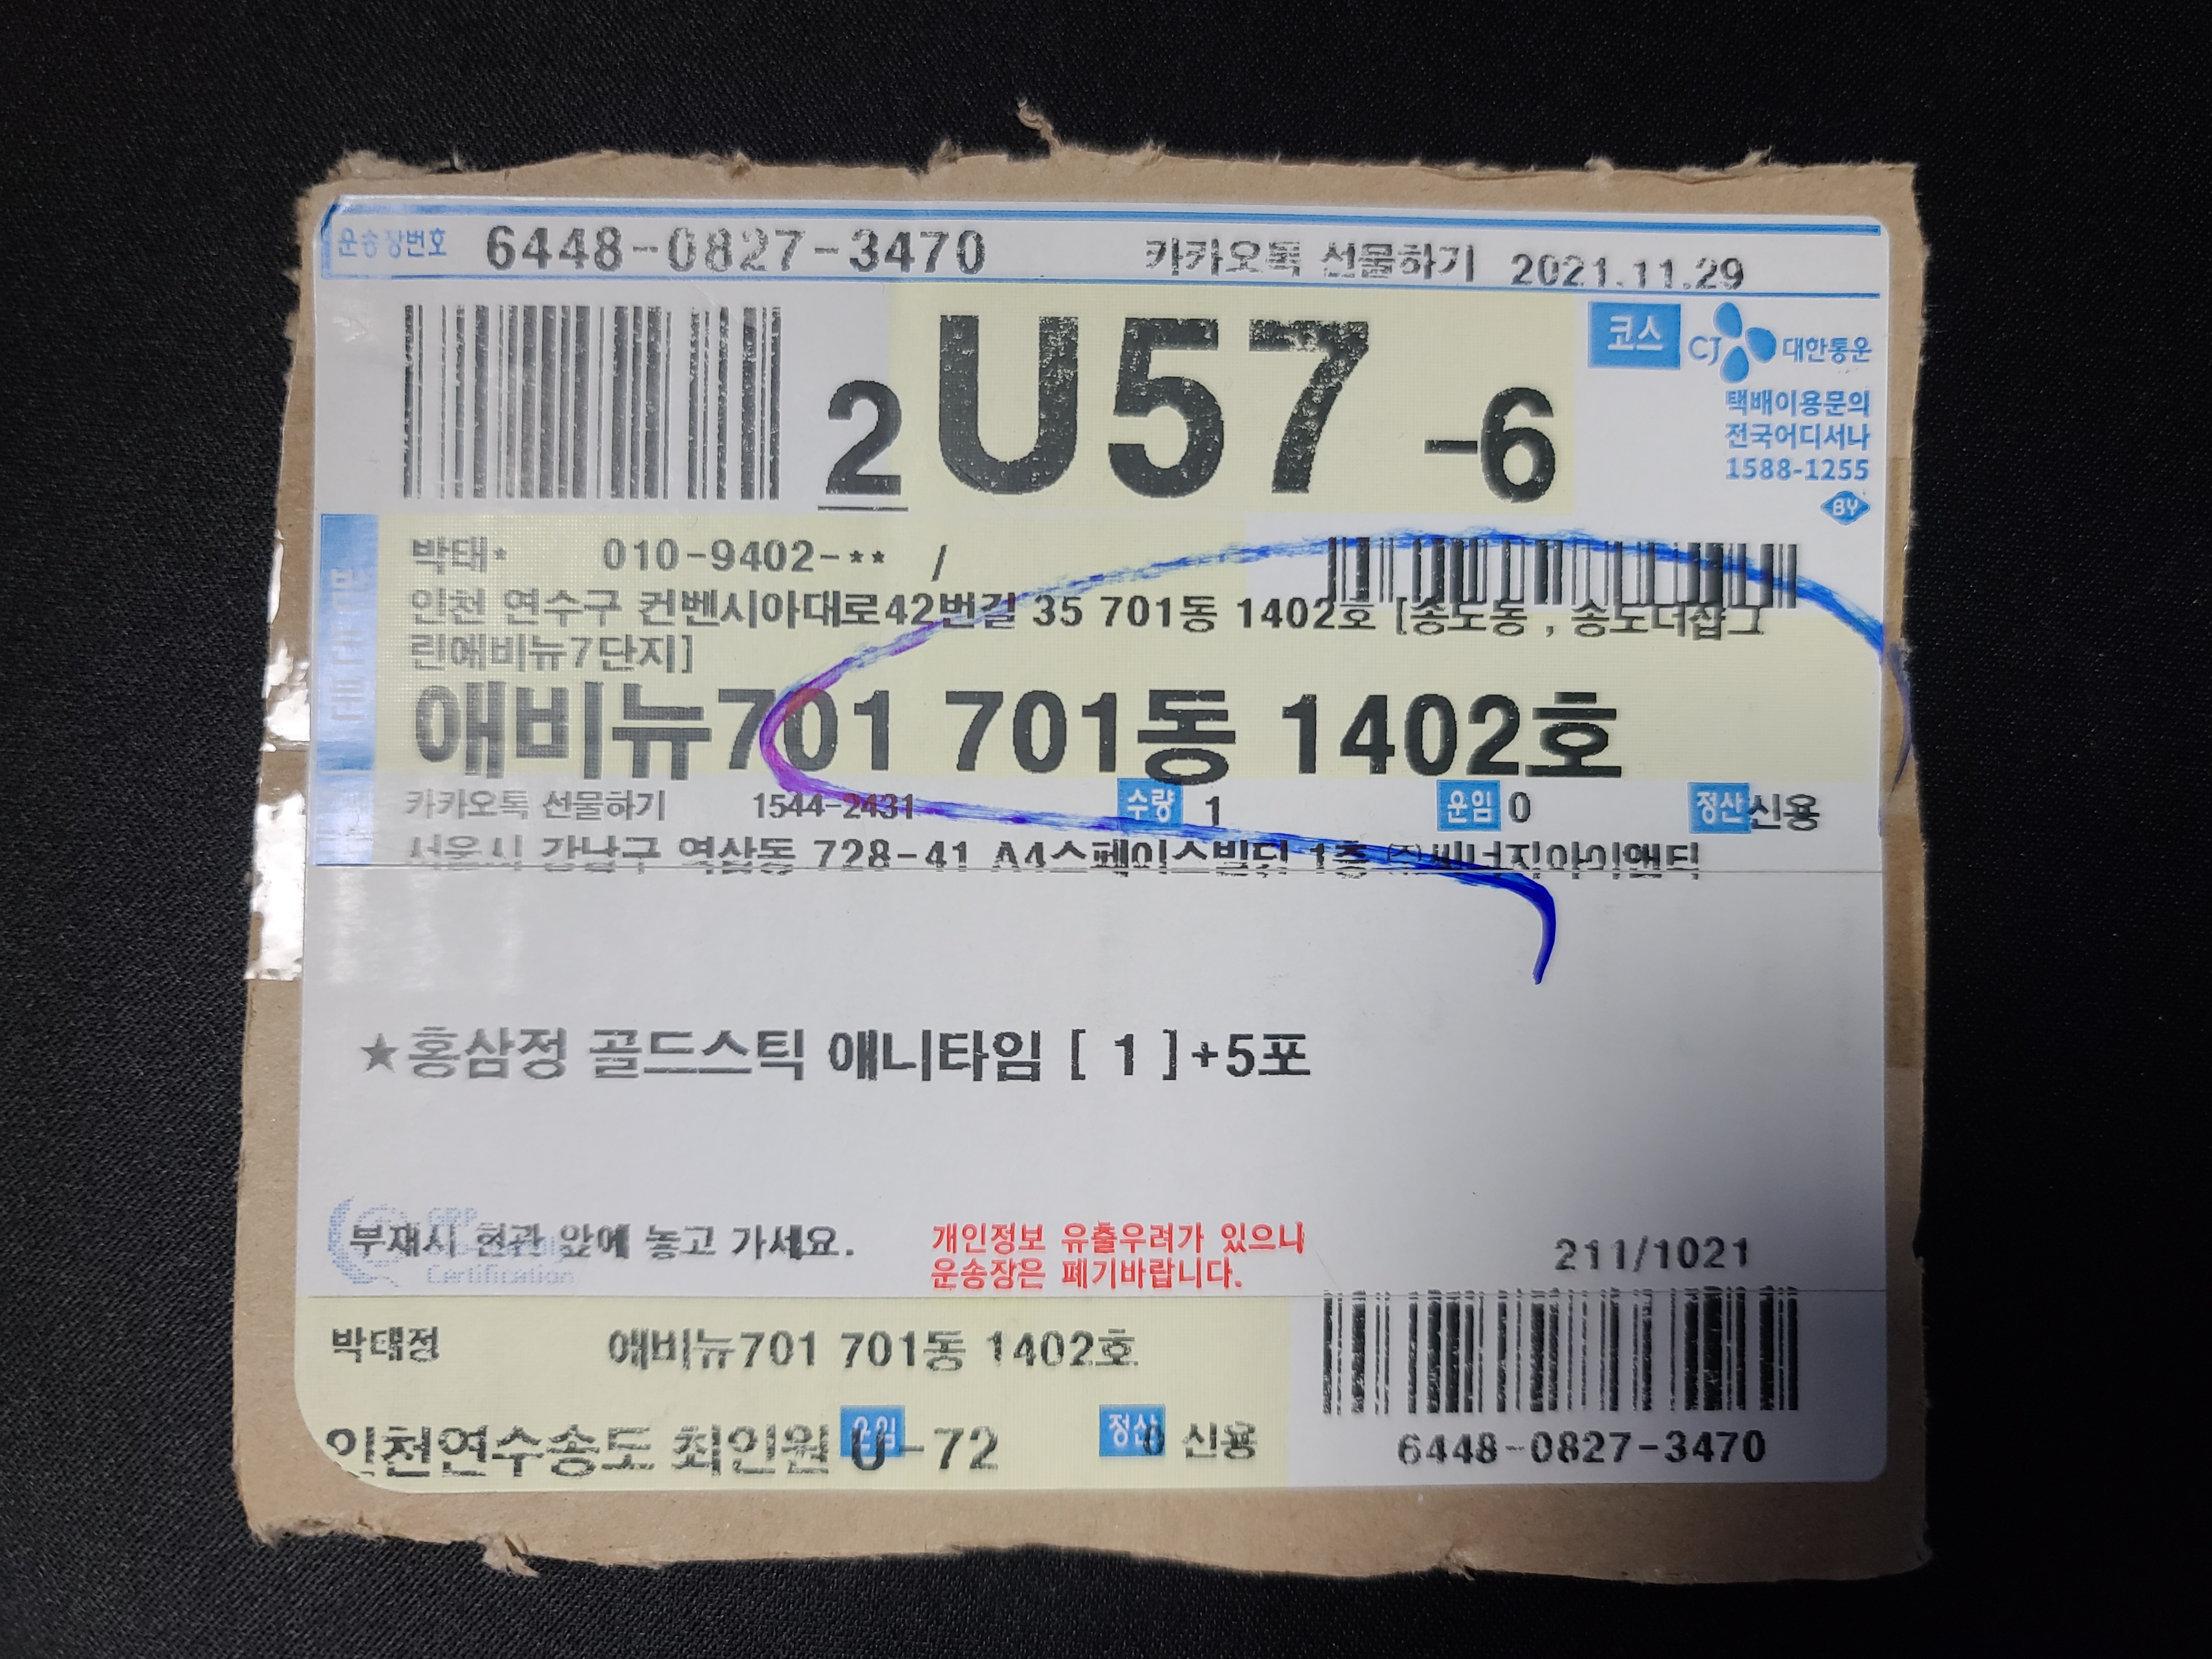 운송장번호 6448-0827-3470 카카오톡 선물하기 2021.11.29
2 U57 -6
코스 CJ 대한통운
택배이용문의
전국어디서나
1588-1255
BY
박태* 010-9402-** /
인천 연수구 컨벤시아대로42번길 35 701동 1402호 [송도동 , 송도더샵그
린애비뉴7단지]
애비뉴701 701동 1402호
카카오톡 선물하기 1544-2431 수량 1 운임 0 정산 신용
서울시 강남구 역삼동 728-41 A4스페이스빌딩 1층
★홍삼정 골드스틱 애니타임 [ 1 ]+5포
부재시 현관 앞에 놓고 가세요.
Certification
개인정보 유출우려가 있으니
운송장은 폐기바랍니다.
211/1021
박태정 애비뉴701 701동 1402호
인천연수송도 최인원 운임 0-72 정산 0 신용
6448-0827-3470